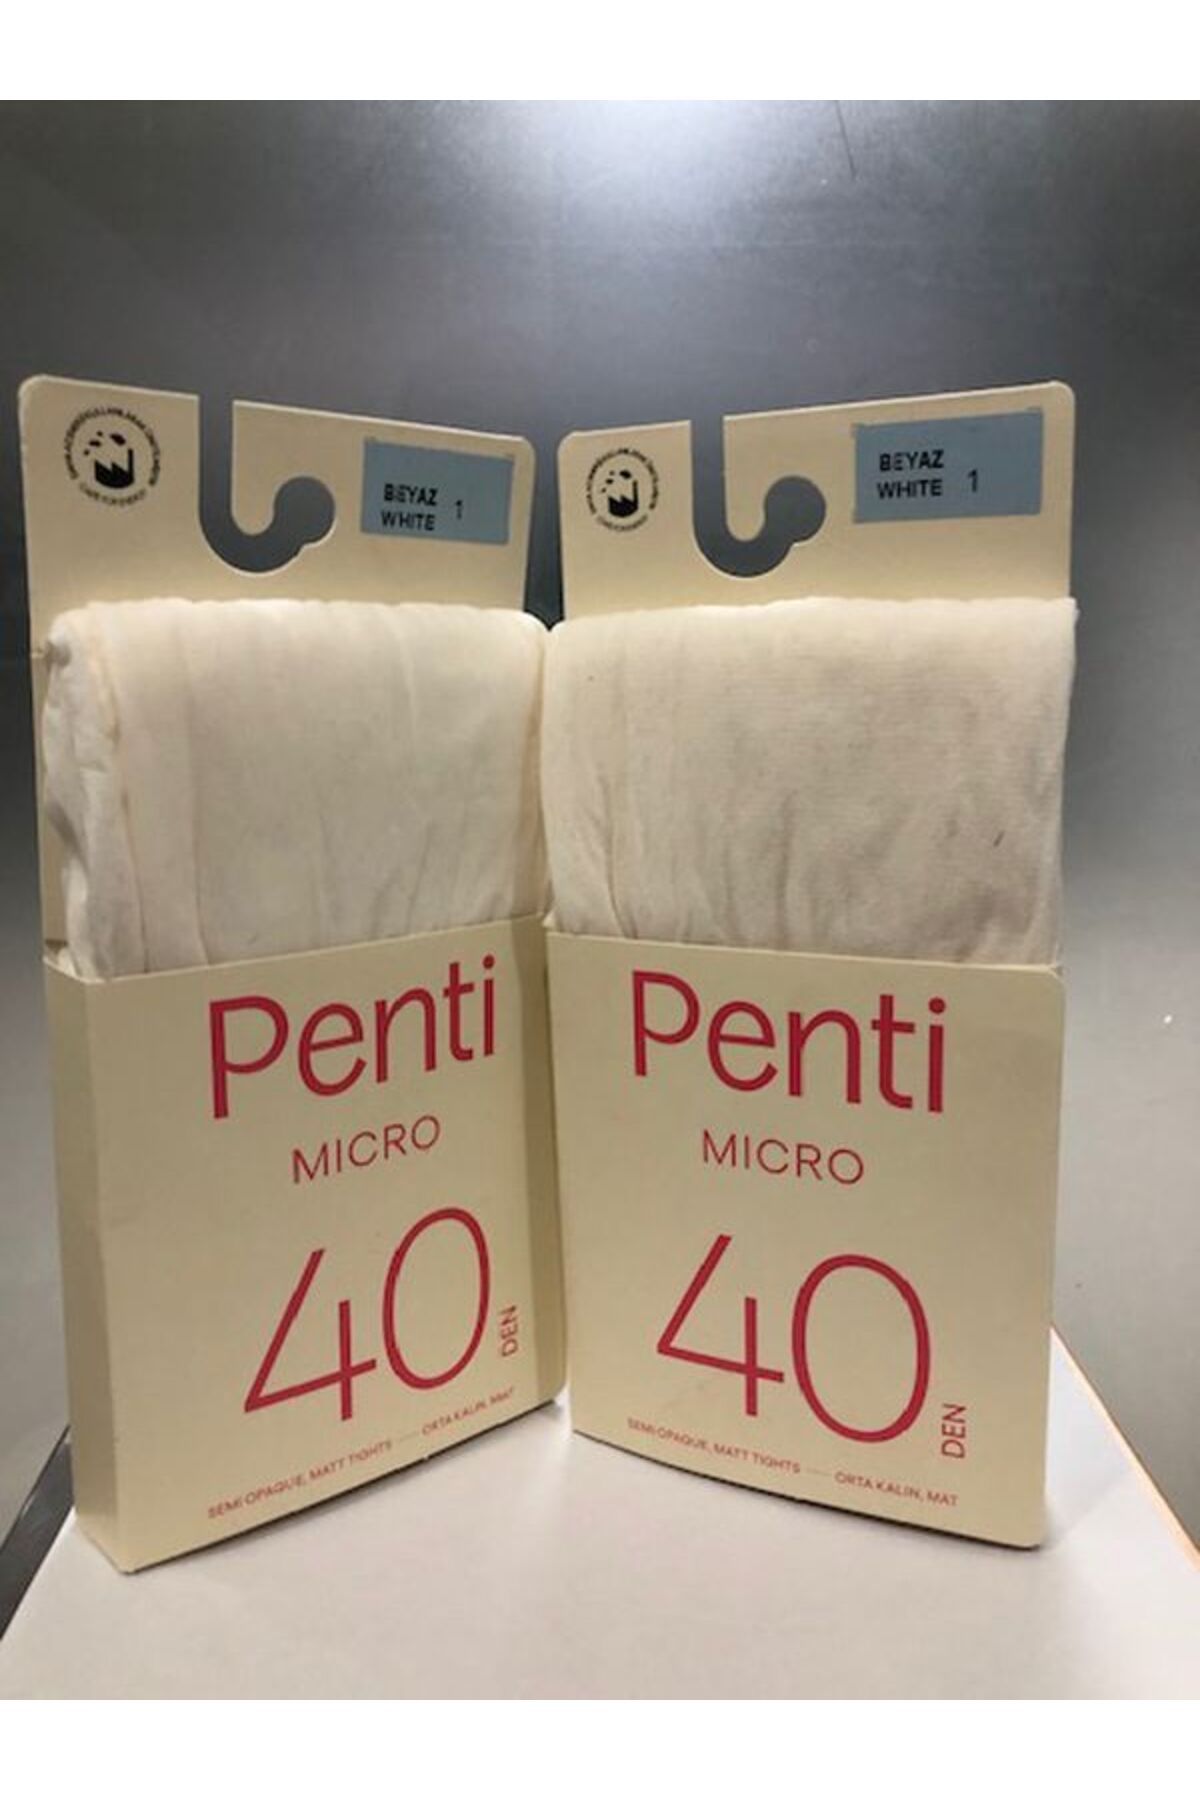 BEYAZ
WHITE 1
Penti
MICRO
40
DEN
SEMI OPAQUE, MATT TIGHTS — ORTA KALIN, MAT
BEYAZ
WHITE 1
Penti
MICRO
40
DEN
SEMI OPAQUE, MATT TIGHTS — ORTA KALIN, MAT